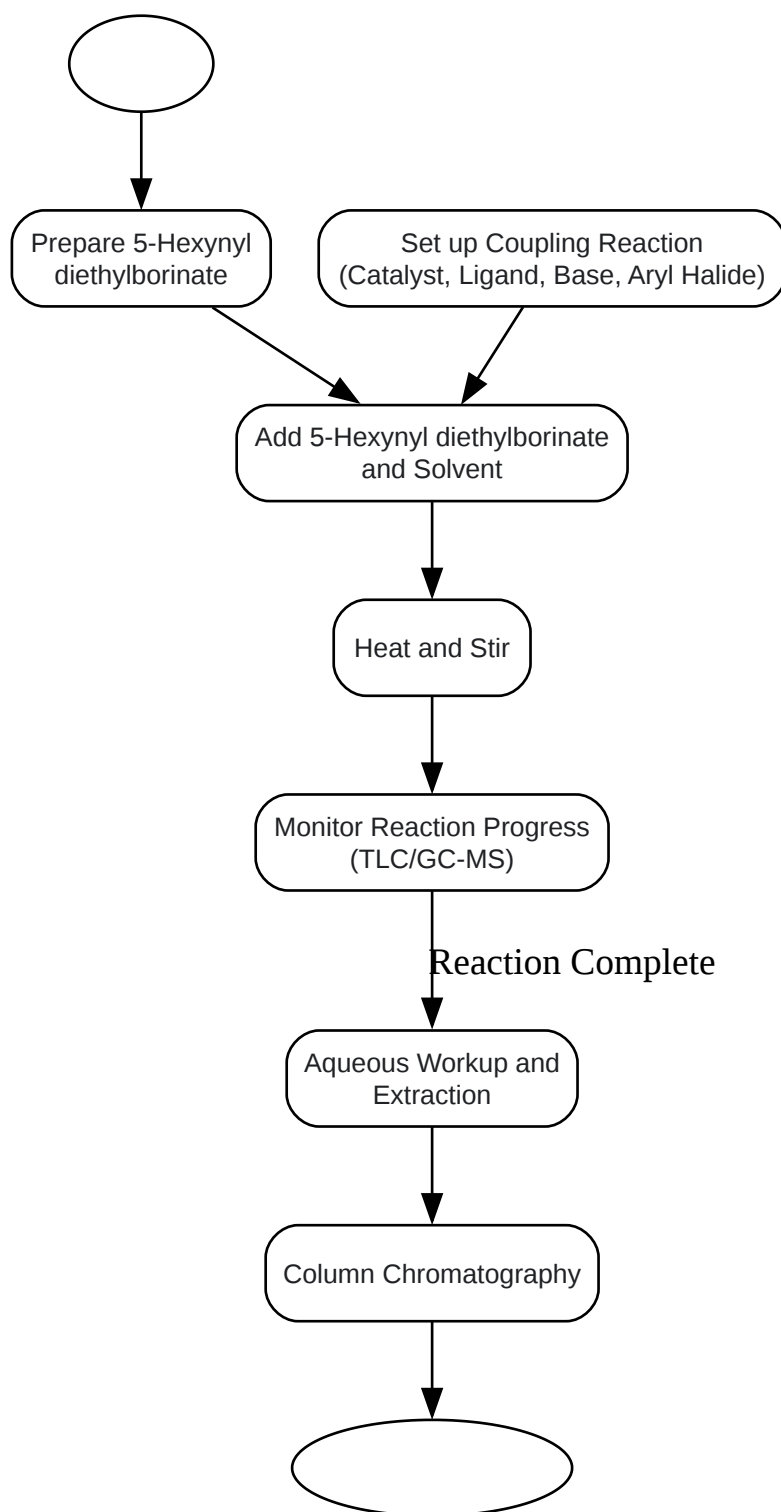 Prepare 5-Hexynyl
diethylborinate
Set up Coupling Reaction
(Catalyst, Ligand, Base, Aryl Halide)
Add 5-Hexynyl diethylborinate
and Solvent
Heat and Stir
Monitor Reaction Progress
(TLC/GC-MS)
Reaction Complete
Aqueous Workup and
Extraction
Column Chromatography